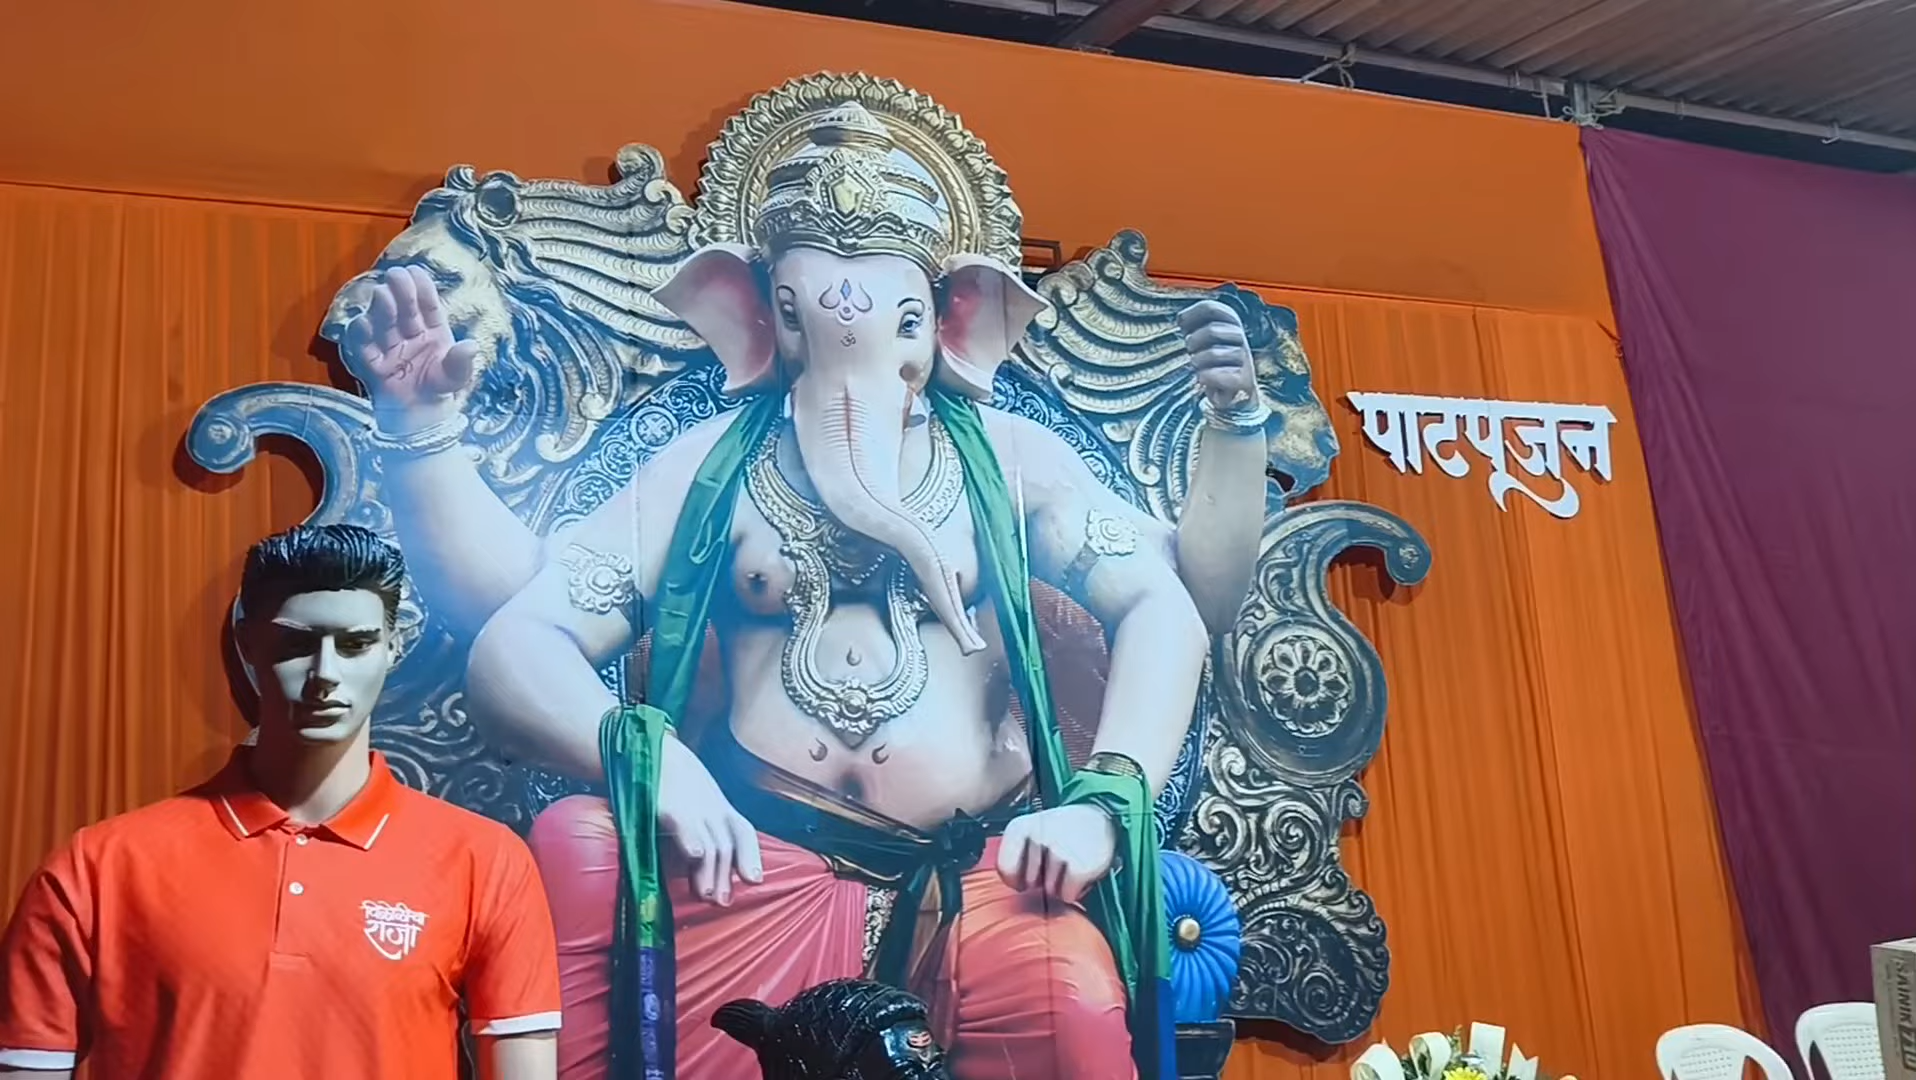 पाटपूजन
राजा
ॐ
ॐ